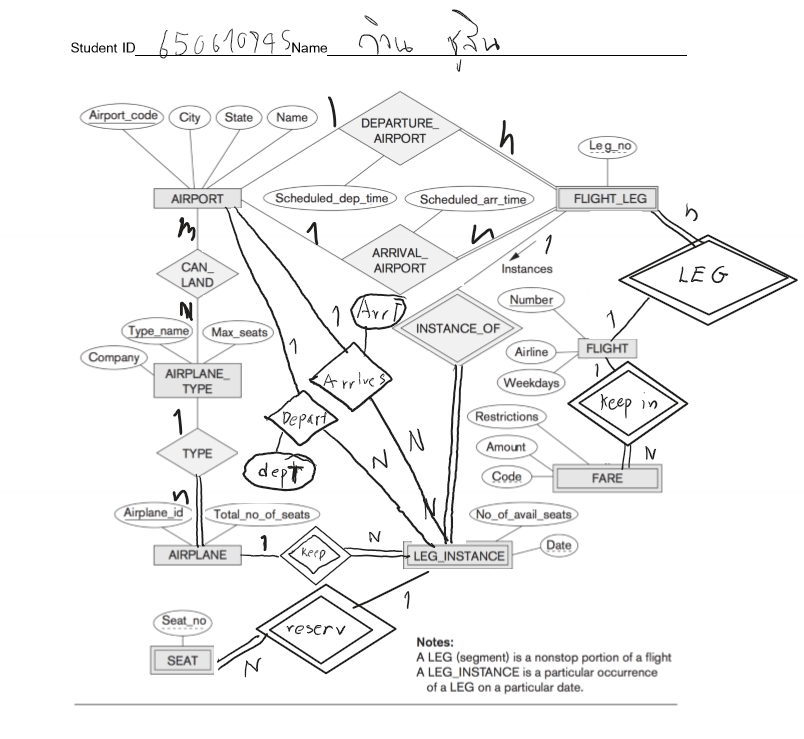 Student ID 650610745 Name ก้าน ชูสิน
Airport_code
City
State
Name
1
DEPARTURE_
AIRPORT
n
Leg_no
AIRPORT
Scheduled_dep_time
Scheduled_arr_time
FLIGHT_LEG
m
1
ARRIVAL_
AIRPORT
n
1
Instances
n
CAN_
LAND
LEG
N
ArrT
INSTANCE_OF
Number
Type_name
Max_seats
1
1
1
Company
AIRPLANE_
TYPE
Arrives
Airline
FLIGHT
Weekdays
1
keep in
1
Depart
Restrictions
TYPE
N
N
Amount
N
depT
Code
FARE
n
Airplane_id
Total_no_of_seats
N
No_of_avail_seats
AIRPLANE
1
keep
N
LEG_INSTANCE
Date
1
Seat_no
reserv
SEAT
N
Notes:
A LEG (segment) is a nonstop portion of a flight
A LEG_INSTANCE is a particular occurrence
of a LEG on a particular date.